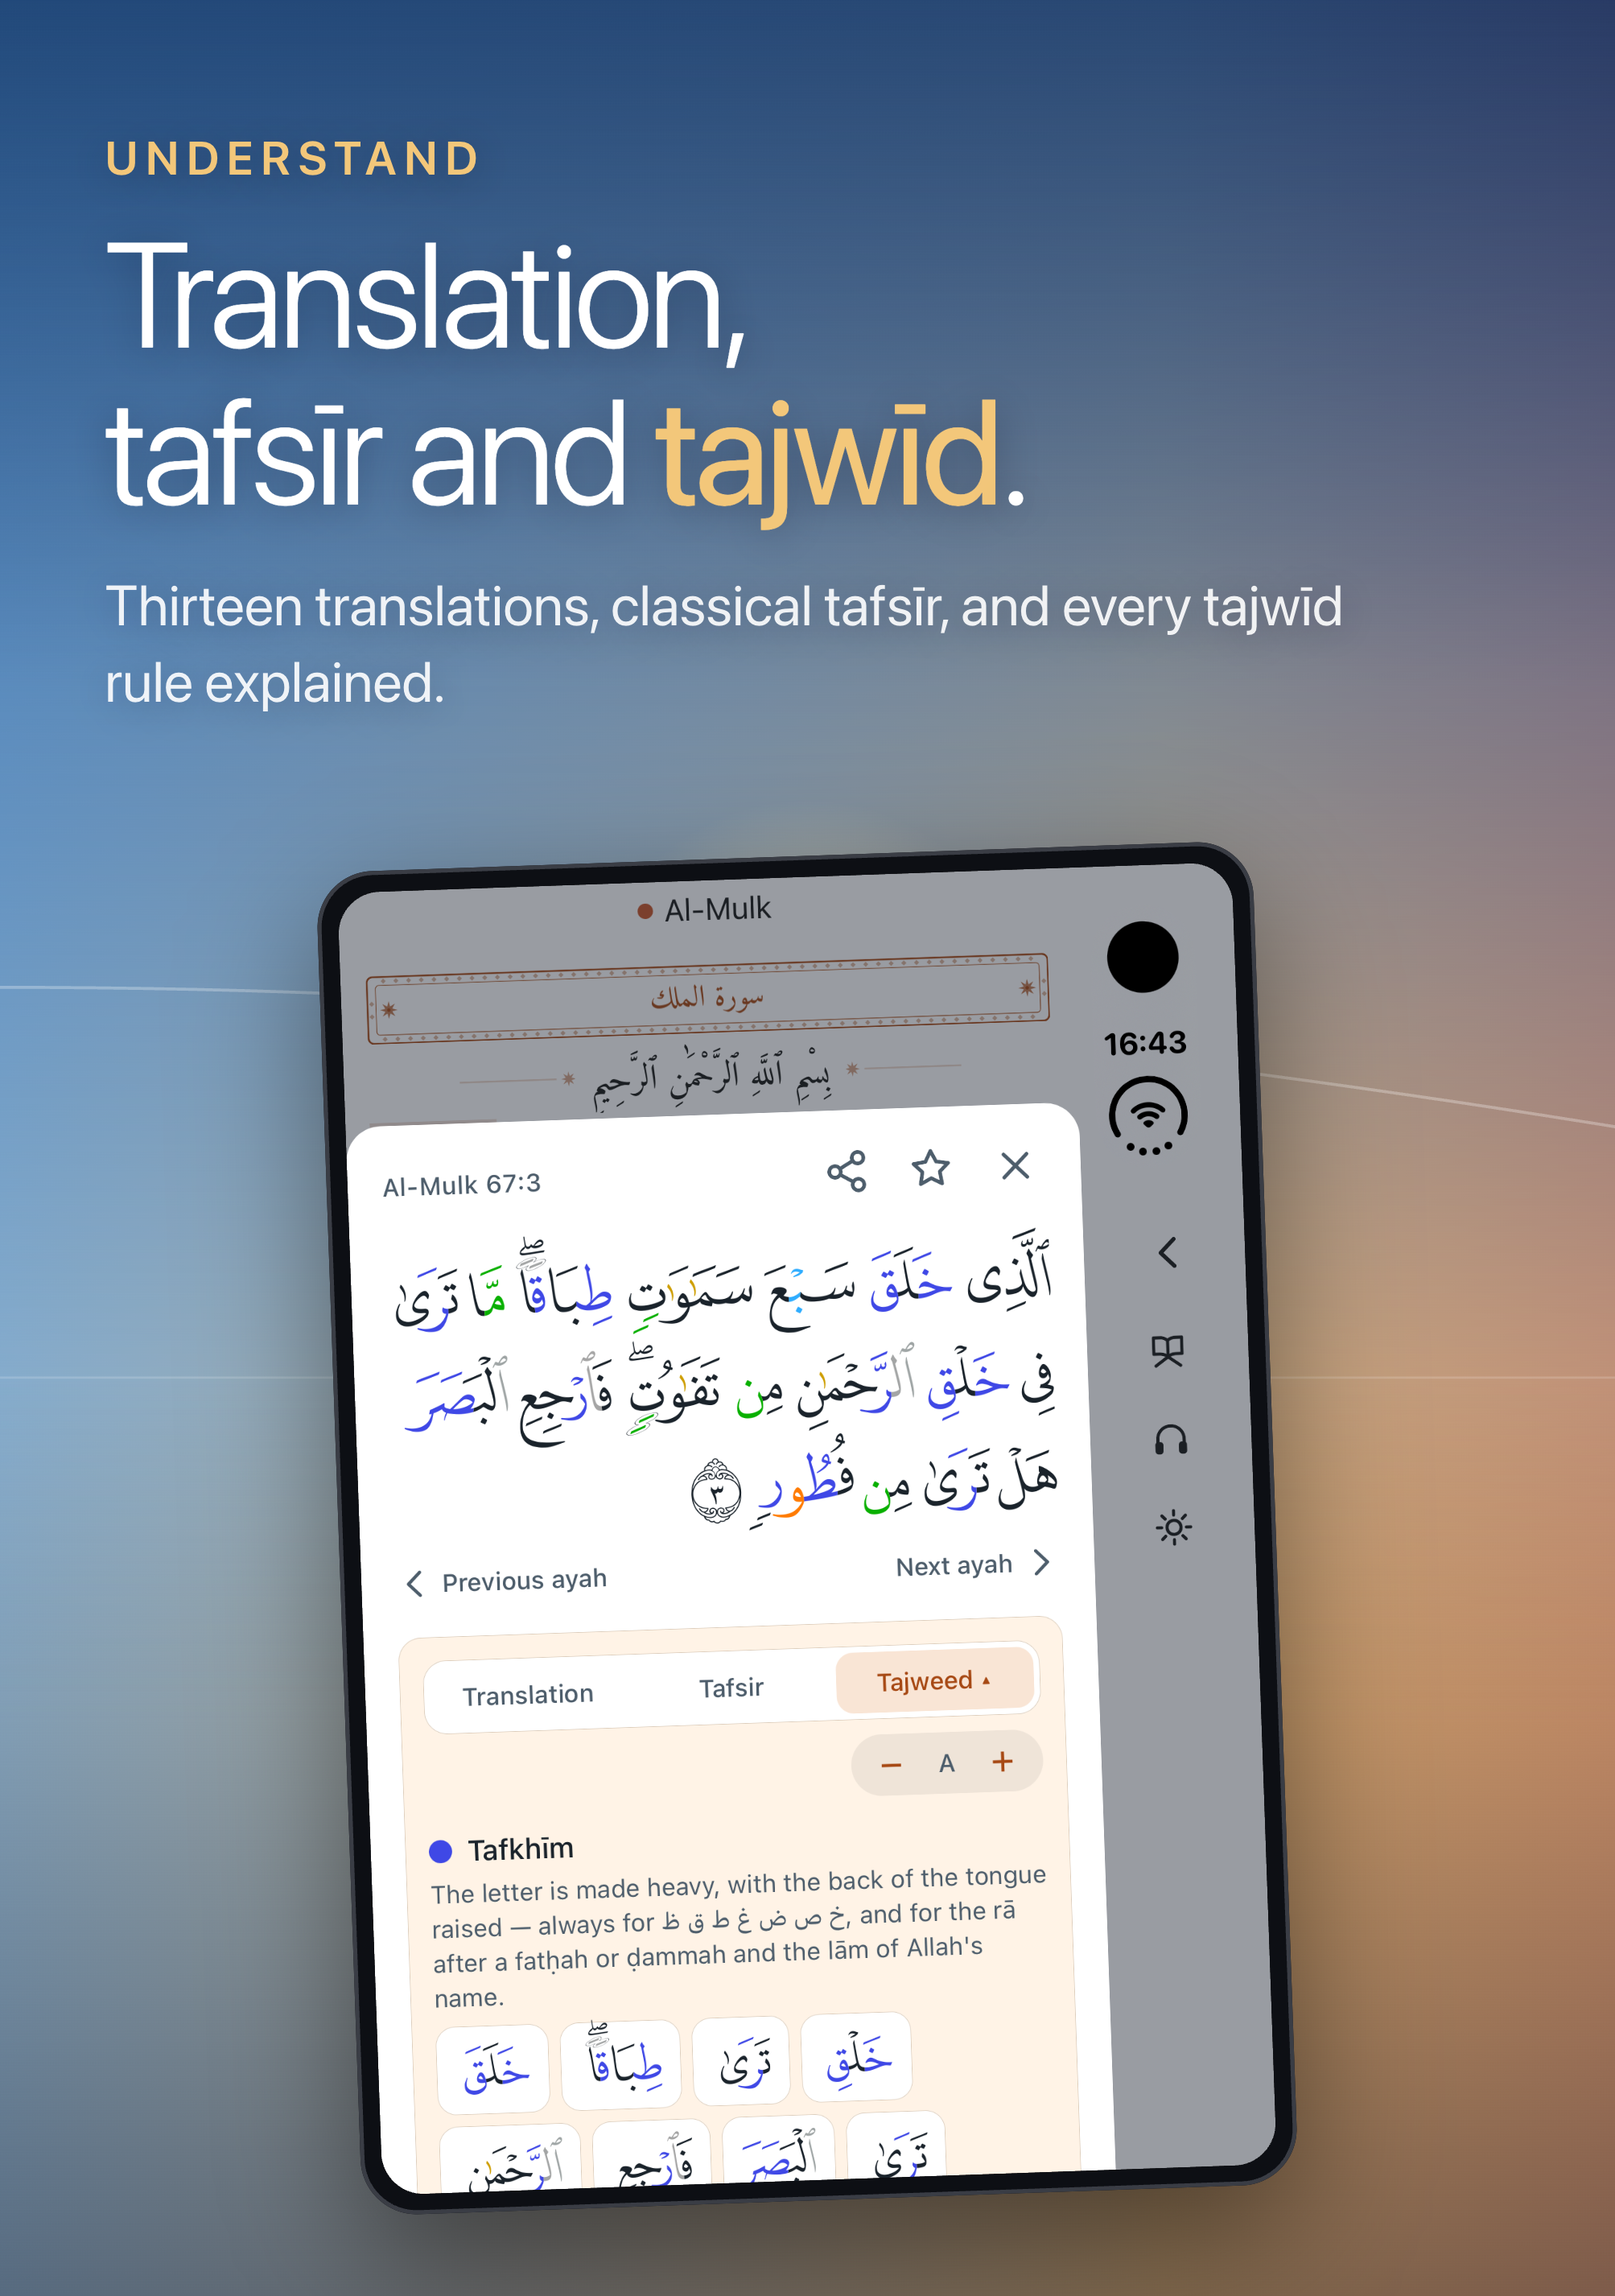 UNDERSTAND
Translation,
tafsīr and tajwīd.
Thirteen translations, classical tafsīr, and every tajwīd
rule explained.
Al-Mulk
سورة الملك
بِسْمِ ٱللَّهِ ٱلرَّحْمَٰنِ ٱلرَّحِيمِ
16:43
Al-Mulk 67:3
ٱلَّذِى خَلَقَ سَبْعَ سَمَٰوَٰتٍ طِبَاقًا ۖ مَّا تَرَىٰ
فِى خَلْقِ ٱلرَّحْمَٰنِ مِن تَفَٰوُتٍ ۖ فَٱرْجِعِ ٱلْبَصَرَ
هَلْ تَرَىٰ مِن فُطُورٍ ٣
Previous ayah
Next ayah
Translation Tafsir Tajweed
A
Tafkhīm
The letter is made heavy, with the back of the tongue
raised — always for خ ص ض غ ط ق ظ, and for the rā
after a fatḥah or ḍammah and the lām of Allah's
name.
خَلَقَ طِبَاقًا ۖ تَرَىٰ خَلْقِ
ٱلرَّحْمَٰنِ فَٱرْجِعِ ٱلْبَصَرَ تَرَىٰ